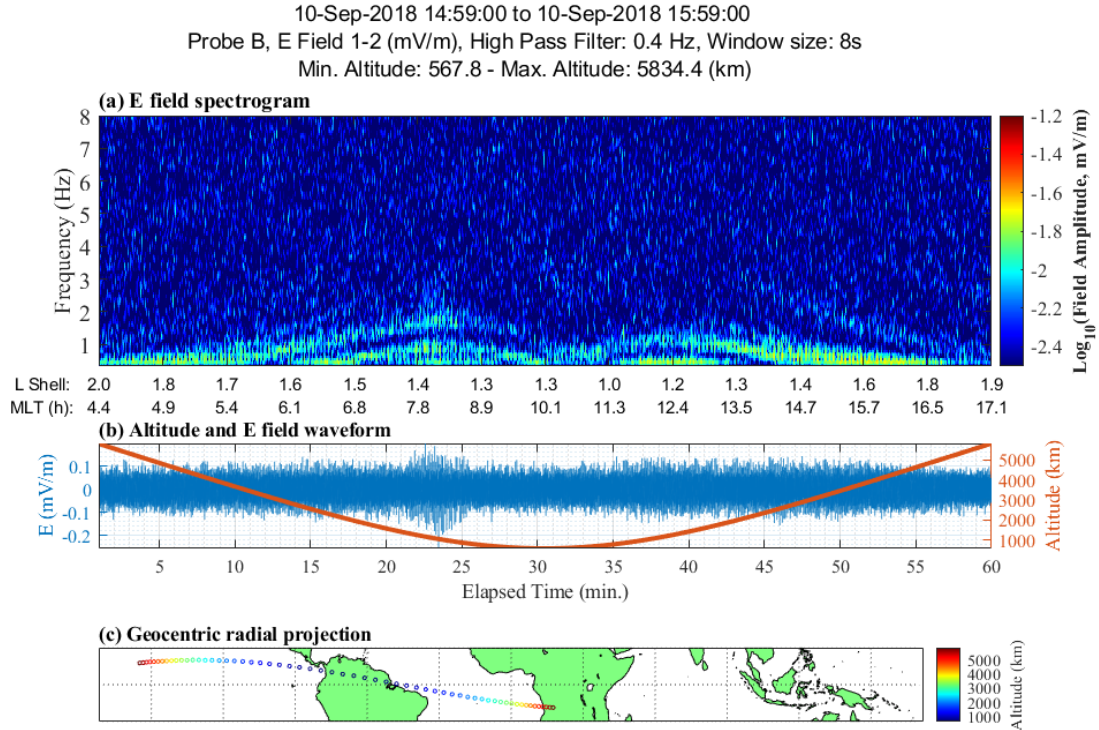 10-Sep-2018 14:59:00 to 10-Sep-2018 15:59:00
Probe B, E Field 1-2 (mV/m), High Pass Filter: 0.4 Hz, Window size: 8s
Min. Altitude: 567.8 - Max. Altitude: 5834.4 (km)
(a) E field spectrogram
Frequency (Hz)
8
7
6
5
4
3
2
1
-1.2
-1.4
-1.6
-1.8
-2
-2.2
-2.4
Log10(Field Amplitude, mV/m)
L Shell: 2.0 1.8 1.7 1.6 1.5 1.4 1.3 1.3 1.0 1.2 1.3 1.4 1.6 1.8 1.9
MLT (h): 4.4 4.9 5.4 6.1 6.8 7.8 8.9 10.1 11.3 12.4 13.5 14.7 15.7 16.5 17.1
(b) Altitude and E field waveform
E (mV/m)
0.1
0
-0.1
-0.2
5000
4000
3000
2000
1000
Altitude (km)
5 10 15 20 25 30 35 40 45 50 55 60
Elapsed Time (min.)
(c) Geocentric radial projection
5000
4000
3000
2000
1000
Altitude (km)